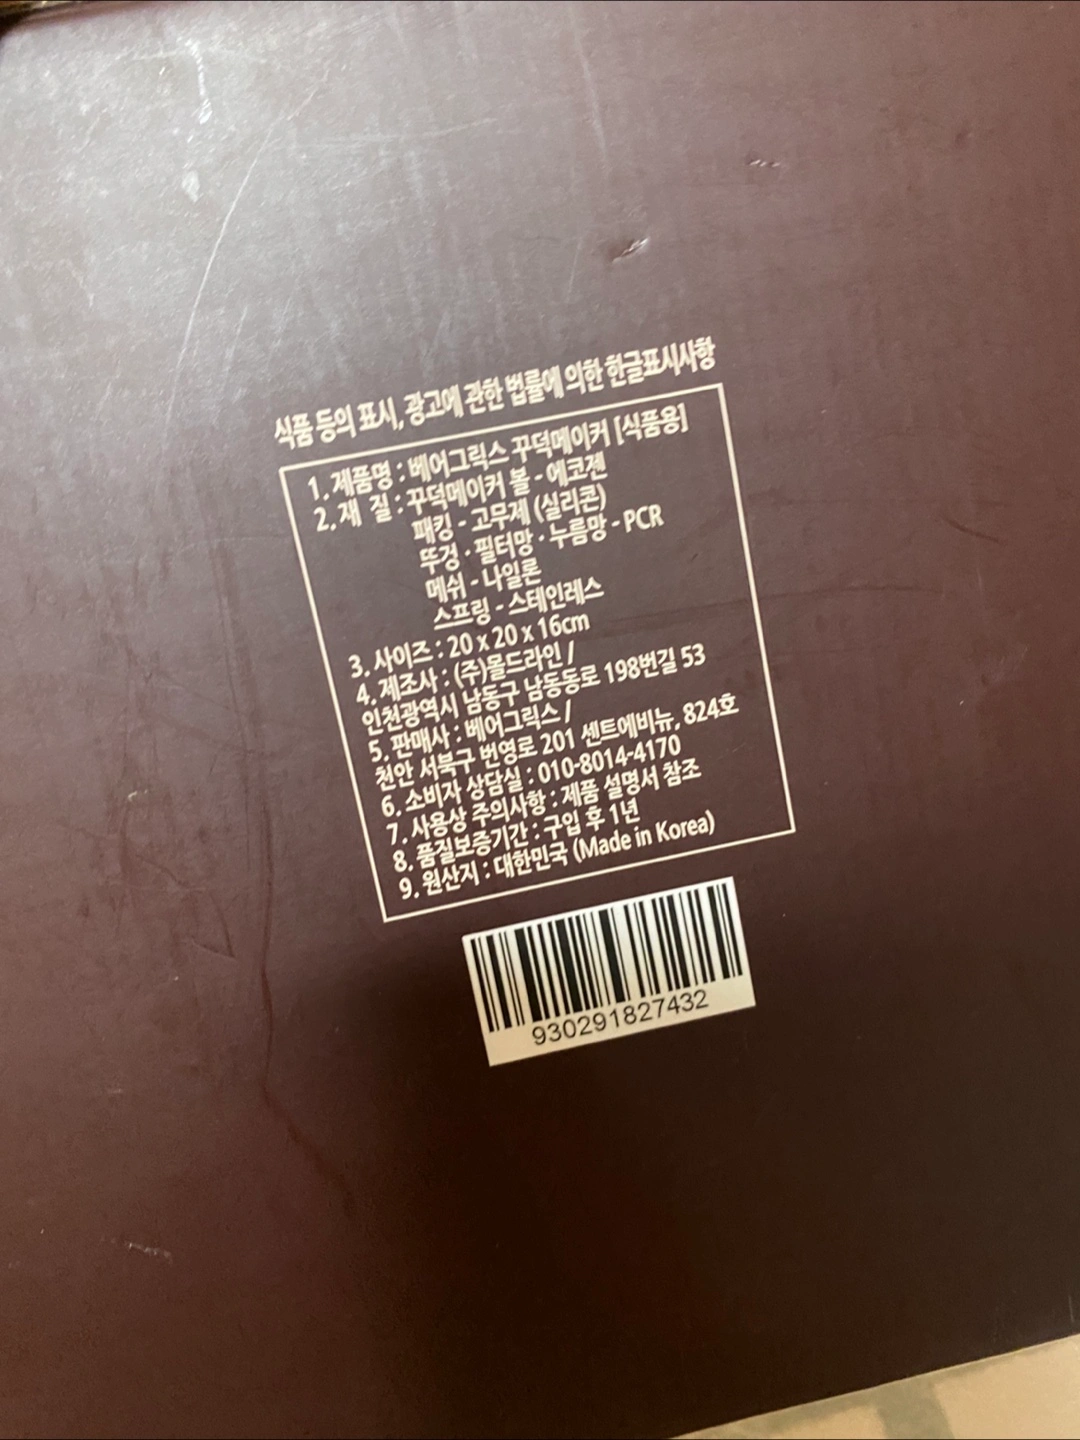 식품 등의 표시, 광고에 관한 법률에 의한 한글표시사항
1. 제품명 : 베어그릭스 꾸덕메이커 [식품용]
2. 재 질 : 꾸덕메이커 볼 - 에코젠
패킹 - 고무제 (실리콘)
뚜껑 · 필터망 · 누름망 - PCR
메쉬 - 나일론
스프링 - 스테인레스
3. 사이즈 : 20 x 20 x 16cm
4. 제조사 : (주)몰드라인 /
인천광역시 남동구 남동동로 198번길 53
5. 판매사 : 베어그릭스 /
천안 서북구 번영로 201 센트에비뉴, 824호
6. 소비자 상담실 : 010-8014-4170
7. 사용상 주의사항 : 제품 설명서 참조
8. 품질보증기간 : 구입 후 1년
9. 원산지 : 대한민국 (Made in Korea)
930291827432